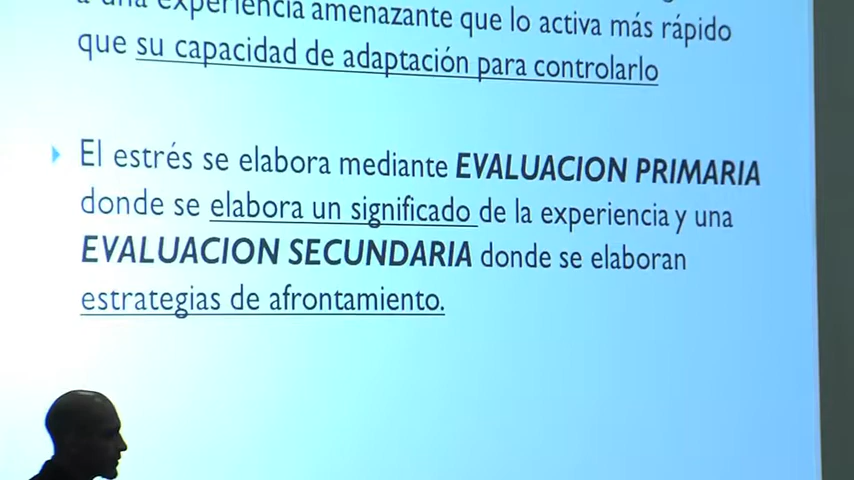 a una experiencia amenazante que lo activa más rápido
que su capacidad de adaptación para controlarlo
El estrés se elabora mediante EVALUACION PRIMARIA
donde se elabora un significado de la experiencia y una
EVALUACION SECUNDARIA donde se elaboran
estrategias de afrontamiento.